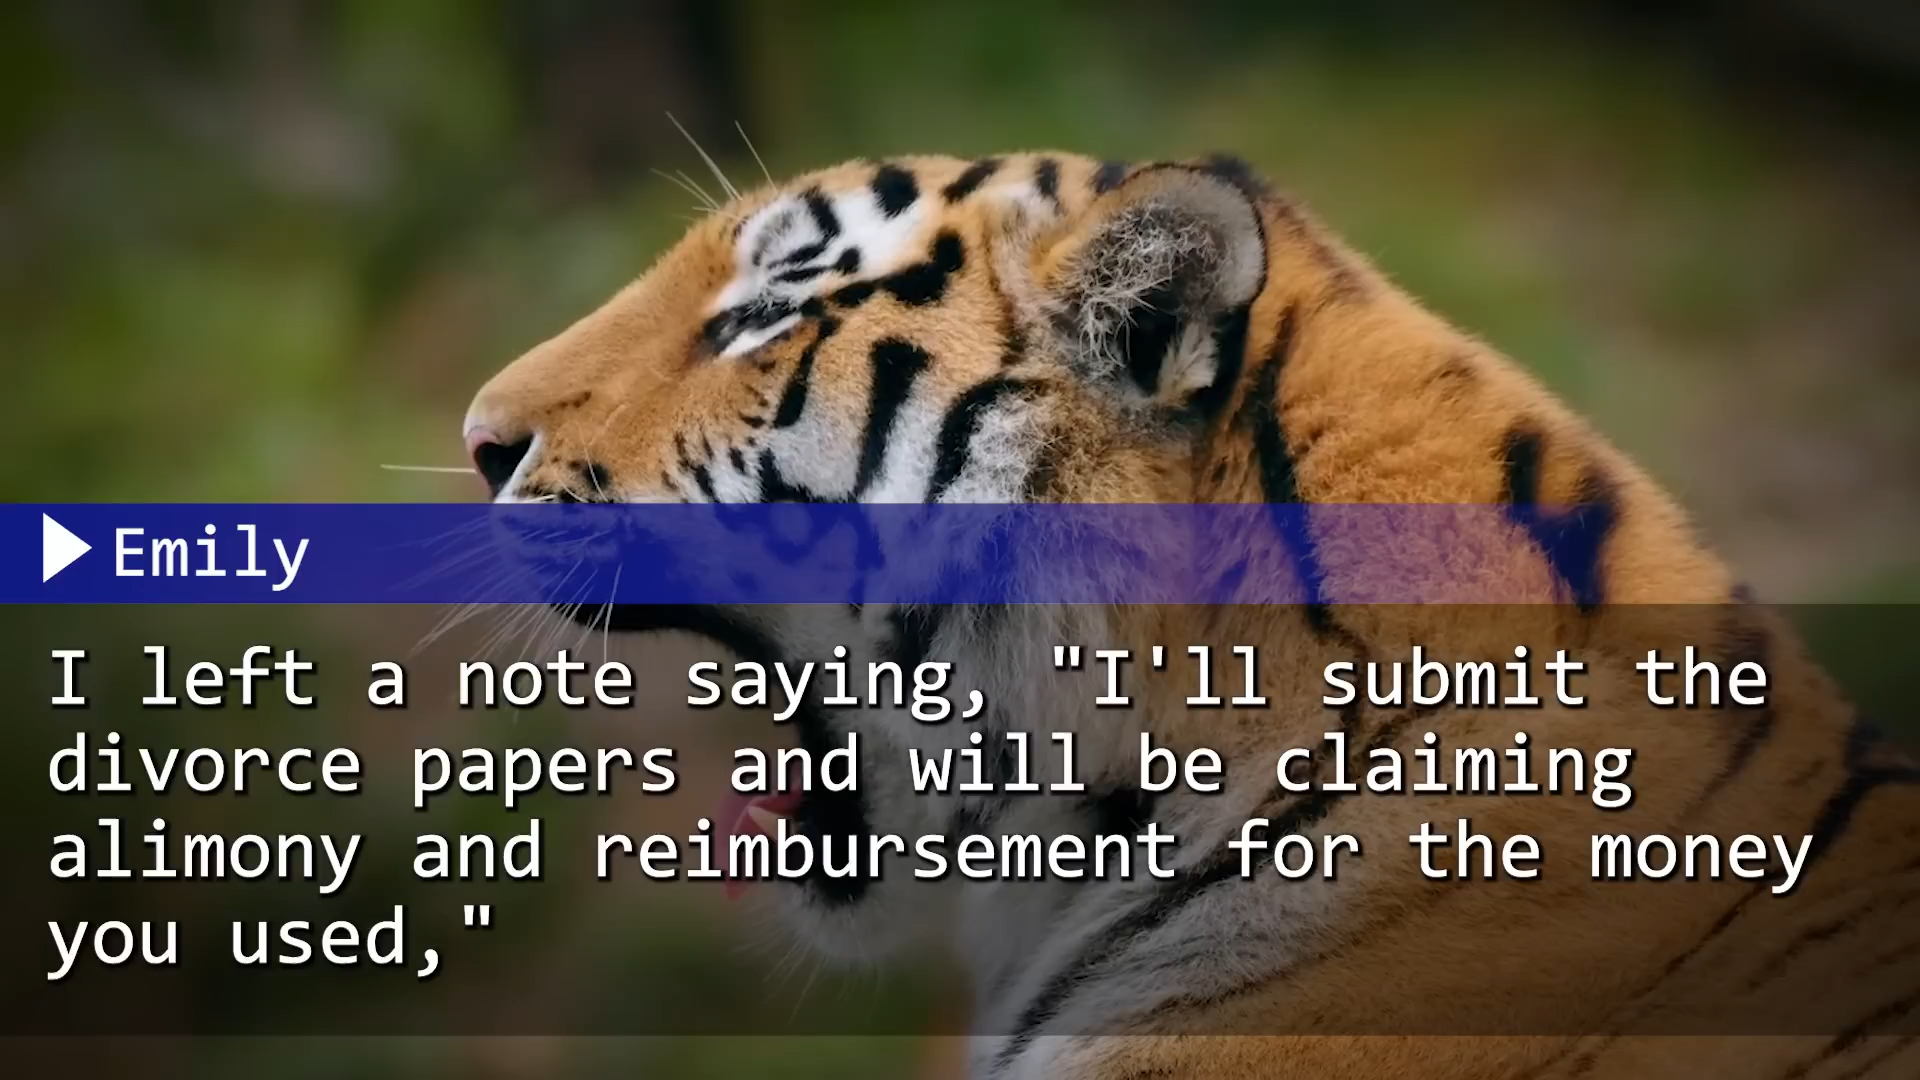 Emily
I left a note saying, "I'll submit the
divorce papers and will be claiming
alimony and reimbursement for the money
you used,"